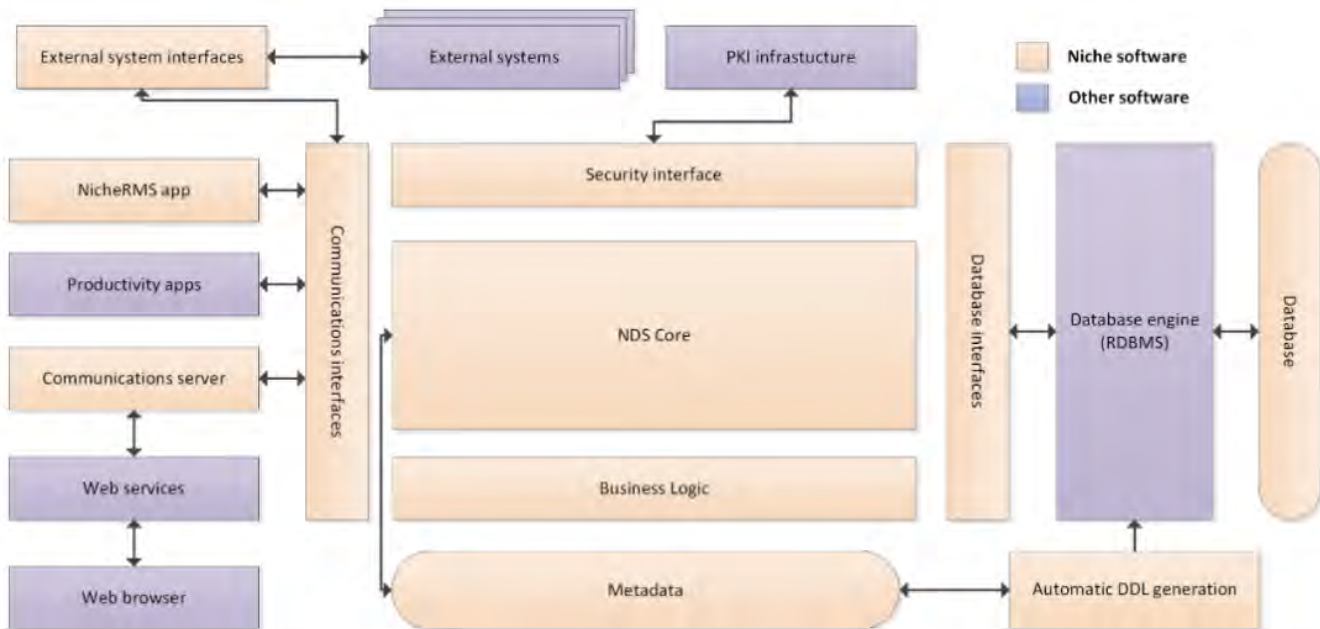 External system interfaces
External systems
PKI infrastucture
Niche software
Other software
NicheRMS app
Productivity apps
Communications server
Web services
Web browser
Communications interfaces
Security interface
NDS Core
Business Logic
Metadata
Database interfaces
Database engine
(RDBMS)
Database
Automatic DDL generation